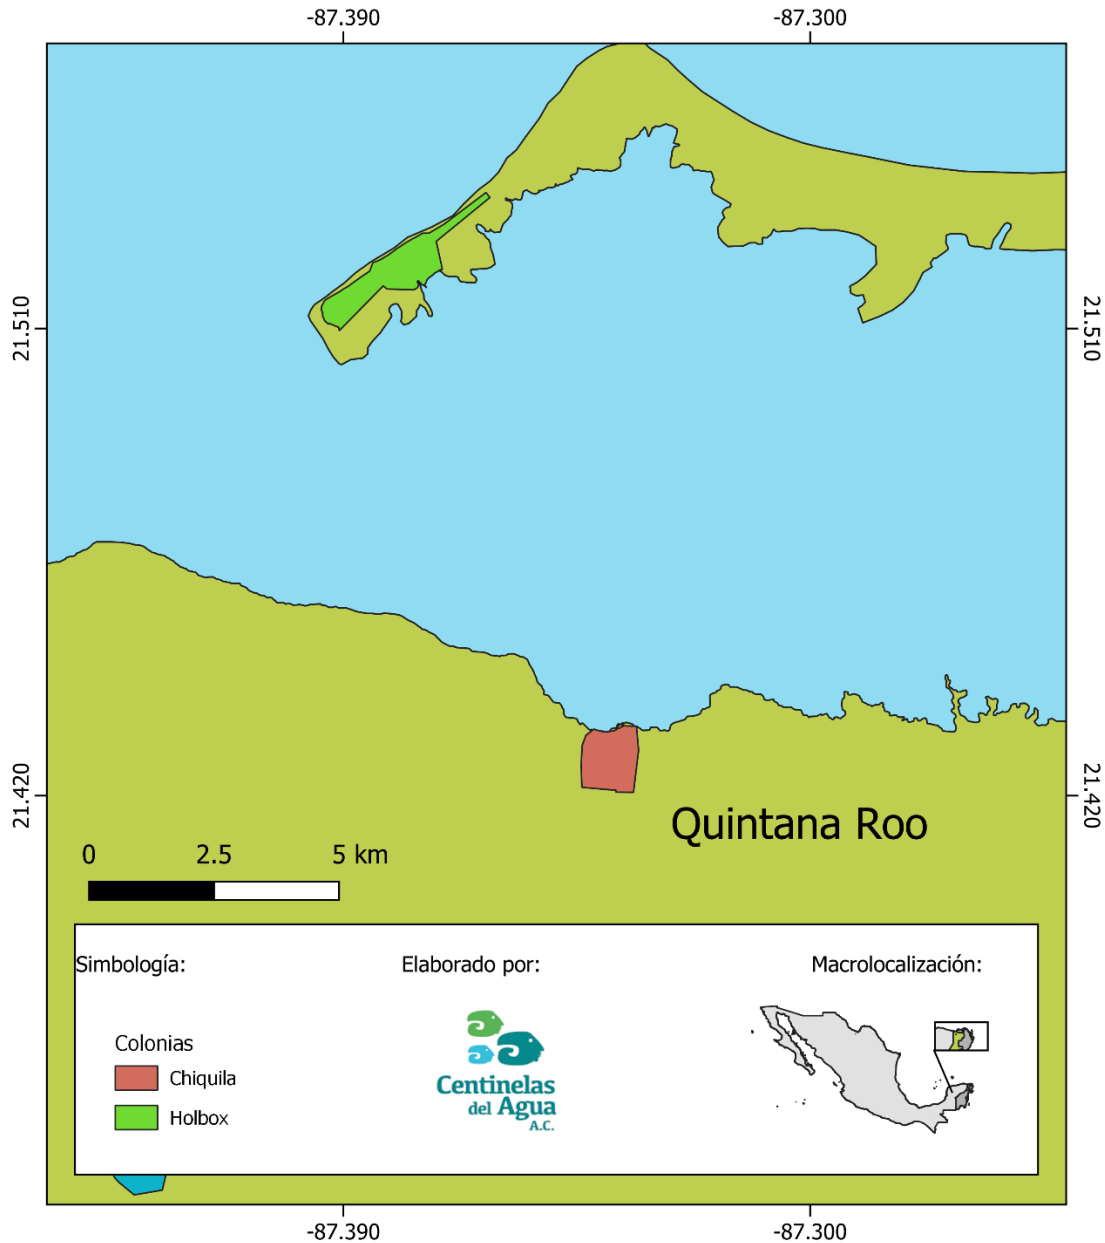 -87.390
-87.300
21.510
21.510
21.420
21.420
Quintana Roo
0 2.5 5 km
Simbología:
Elaborado por:
Macrolocalización:
Colonias
Chiquila
Holbox
Centinelas
del Agua
A.C.
-87.390
-87.300